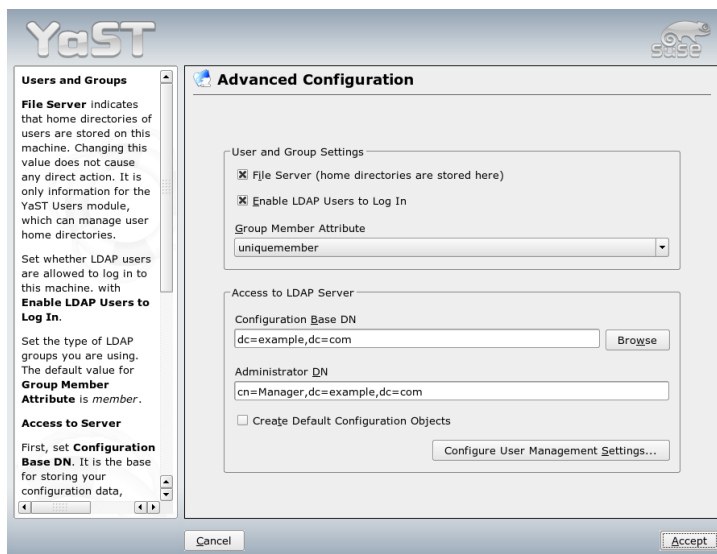 YaST
suse
Users and Groups
File Server indicates
that home directories of
users are stored on this
machine. Changing this
value does not cause
any direct action. It is
only information for the
YaST Users module,
which can manage user
home directories.
Set whether LDAP users
are allowed to log in to
this machine. with
Enable LDAP Users to
Log In.
Set the type of LDAP
groups you are using.
The default value for
Group Member
Attribute is member.
Access to Server
First, set Configuration
Base DN. It is the base
for storing your
configuration data,
Advanced Configuration
User and Group Settings
File Server (home directories are stored here)
Enable LDAP Users to Log In
Group Member Attribute
uniquemember
Access to LDAP Server
Configuration Base DN
dc=example,dc=com
Browse
Administrator DN
cn=Manager,dc=example,dc=com
Create Default Configuration Objects
Configure User Management Settings...
Cancel
Accept